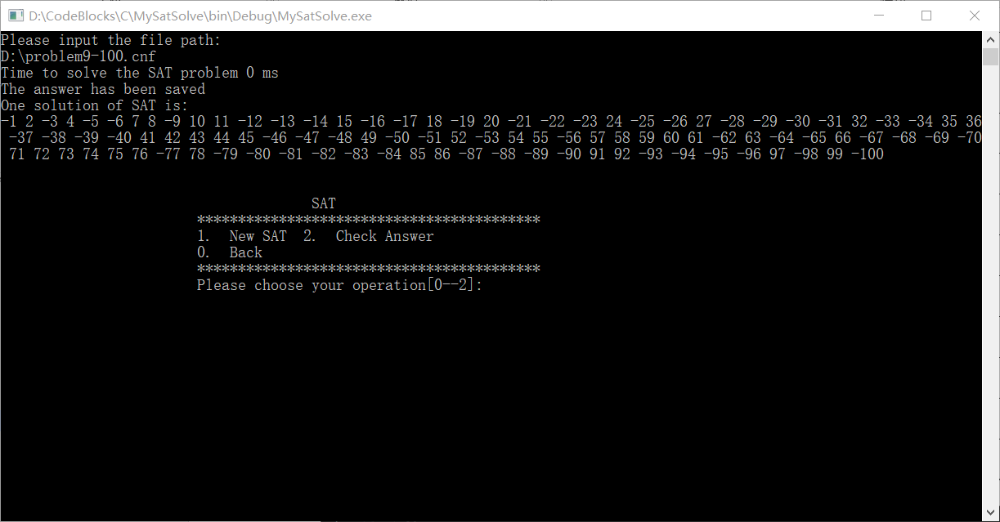 D:\CodeBlocks\C\MySatSolve\bin\Debug\MySatSolve.exe
Please input the file path:
D:\problem9-100.cnf
Time to solve the SAT problem 0 ms
The answer has been saved
One solution of SAT is:
-1 2 -3 4 -5 -6 7 8 -9 10 11 -12 -13 -14 15 -16 -17 18 -19 20 -21 -22 -23 24 -25 -26 27 -28 -29 -30 -31 32 -33 -34 35 36
-37 -38 -39 -40 41 42 43 44 45 -46 -47 -48 49 -50 -51 52 -53 54 55 -56 57 58 59 60 61 -62 63 -64 -65 66 -67 -68 -69 -70
71 72 73 74 75 76 -77 78 -79 -80 -81 -82 -83 -84 85 86 -87 -88 -89 -90 91 92 -93 -94 -95 -96 97 -98 99 -100
SAT
******************************************
1. New SAT 2. Check Answer
0. Back
******************************************
Please choose your operation[0--2]: